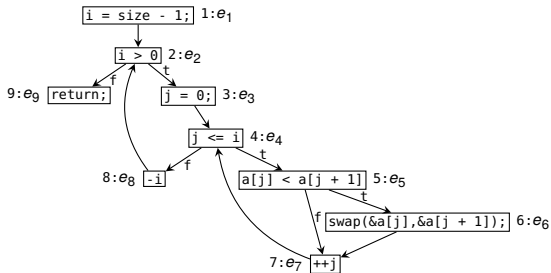 i = size - 1; 1:e1
i > 0 2:e2
f t
9:e9 return; j = 0; 3:e3
j <= i 4:e4
f t
8:e8 -i a[j] < a[j + 1] 5:e5
f t
swap(&a[j],&a[j + 1]); 6:e6
7:e7 ++j